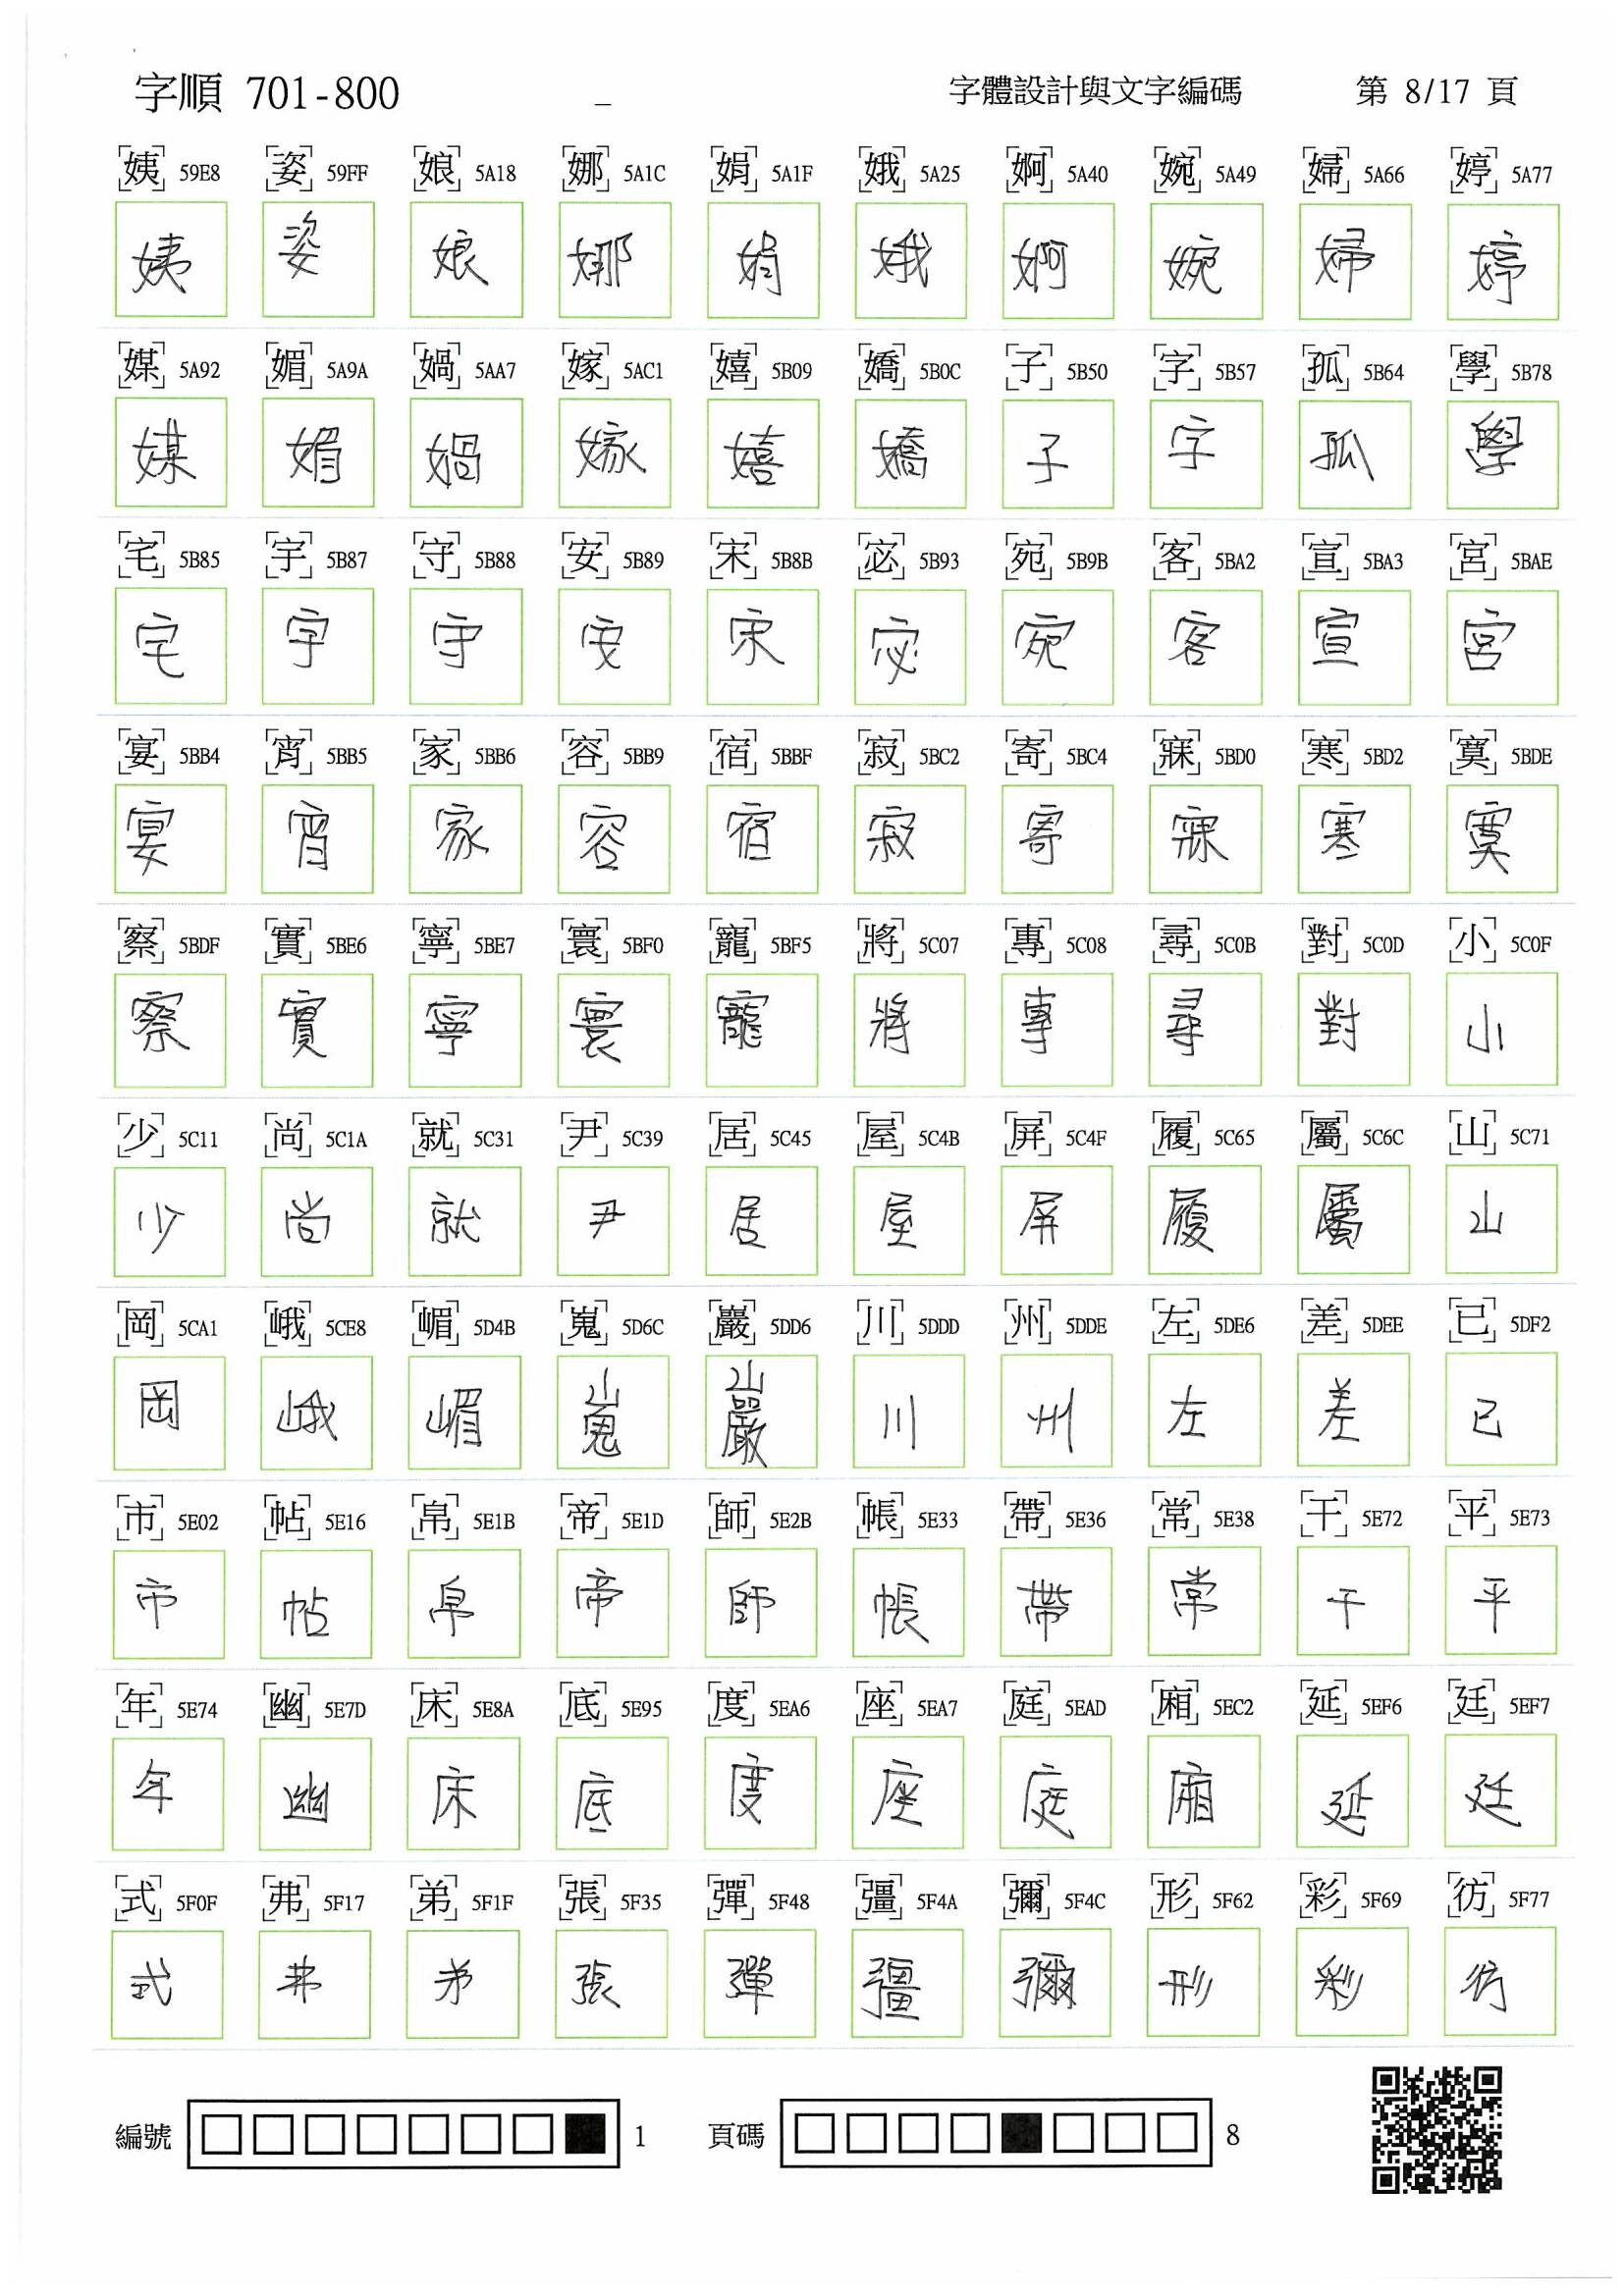 字順 701-800 _ 字體設計與文字編碼 第 8/17 頁
姨 59E8 姿 59FF 娘 5A18 娜 5A1C 娟 5A1F 娥 5A25 婀 5A40 婉 5A49 婦 5A66 婷 5A77
姨 姿 娘 娜 娟 娥 婀 婉 婦 婷
媒 5A92 媚 5A9A 媧 5AA7 嫁 5AC1 嬉 5B09 嬌 5B0C 子 5B50 字 5B57 孤 5B64 學 5B78
媒 媚 媧 嫁 嬉 嬌 子 字 孤 學
宅 5B85 宇 5B87 守 5B88 安 5B89 宋 5B8B 宓 5B93 宛 5B9B 客 5BA2 宣 5BA3 宮 5BAE
宅 字 守 安 宋 宓 宛 客 宣 宮
宴 5BB4 宵 5BB5 家 5BB6 容 5BB9 宿 5BBF 寂 5BC2 寄 5BC4 寐 5BD0 寒 5BD2 寞 5BDE
宴 宵 家 容 宿 寂 寄 寐 寒 寞
察 5BDF 實 5BE6 寧 5BE7 寰 5BF0 寵 5BF5 將 5C07 專 5C08 尋 5C0B 對 5C0D 小 5C0F
察 實 寧 寰 寵 將 專 尋 對 小
少 5C11 尚 5C1A 就 5C31 尹 5C39 居 5C45 屋 5C4B 屏 5C4F 履 5C65 屬 5C6C 山 5C71
少 尚 就 尹 居 屋 屏 履 屬 山
岡 5CA1 峨 5CE8 嵋 5D4B 嵬 5D6C 巖 5DD6 川 5DDD 州 5DDE 左 5DE6 差 5DEE 已 5DF2
岡 峨 嵋 嵬 巖 川 州 左 差 已
市 5E02 帖 5E16 帛 5E1B 帝 5E1D 師 5E2B 帳 5E33 帶 5E36 常 5E38 干 5E72 平 5E73
市 帖 帛 帝 師 帳 帶 常 干 平
年 5E74 幽 5E7D 床 5E8A 底 5E95 度 5EA6 座 5EA7 庭 5EAD 廂 5EC2 延 5EF6 廷 5EF7
年 幽 床 底 度 座 庭 廂 延 廷
式 5F0F 弗 5F17 弟 5F1F 張 5F35 彈 5F48 彊 5F4A 彌 5F4C 形 5F62 彩 5F69 彷 5F77
式 弗 弟 張 彈 彊 彌 形 彩 彷
編號 1 頁碼 8